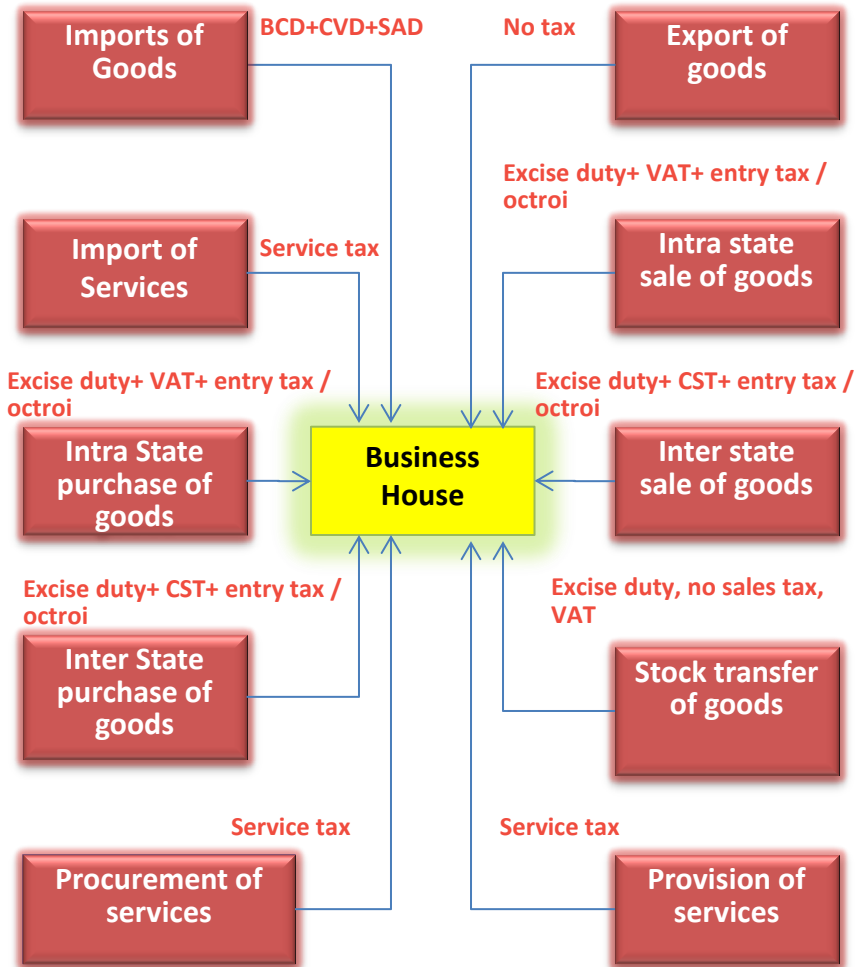 Imports of
Goods
BCD+CVD+SAD
No tax
Export of
goods
Excise duty+ VAT+ entry tax /
octroi
Import of
Services
Service tax
Intra state
sale of goods
Excise duty+ VAT+ entry tax /
octroi
Excise duty+ CST+ entry tax /
octroi
Intra State
purchase of
goods
Business
House
Inter state
sale of goods
Excise duty+ CST+ entry tax /
octroi
Excise duty, no sales tax,
VAT
Inter State
purchase of
goods
Stock transfer
of goods
Service tax
Service tax
Procurement of
services
Provision of
services